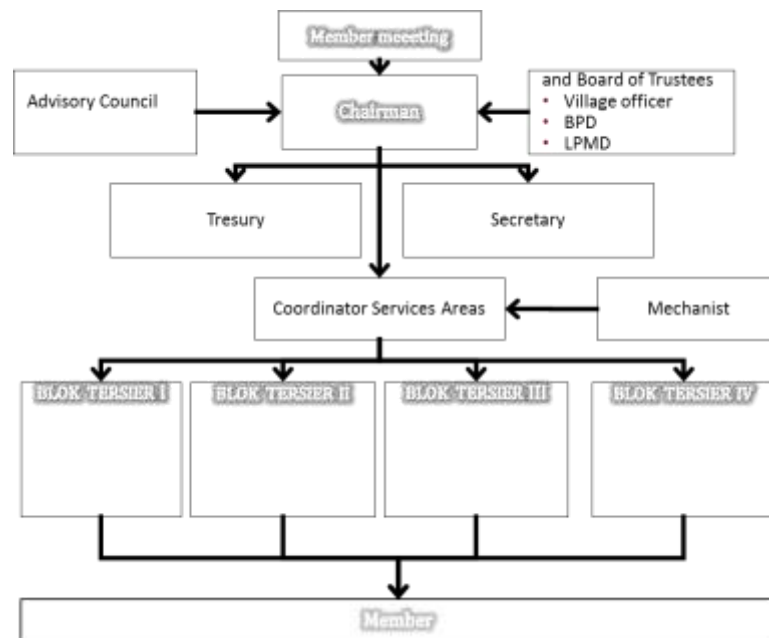 Member meeeting
Advisory Council
Chairman
and Board of Trustees
• Village officer
• BPD
• LPMD
Tresury
Secretary
Coordinator Services Areas
Mechanist
BLOK TERSIER I
BLOK TERSIER II
BLOK TERSIER III
BLOK TERSIER IV
Member